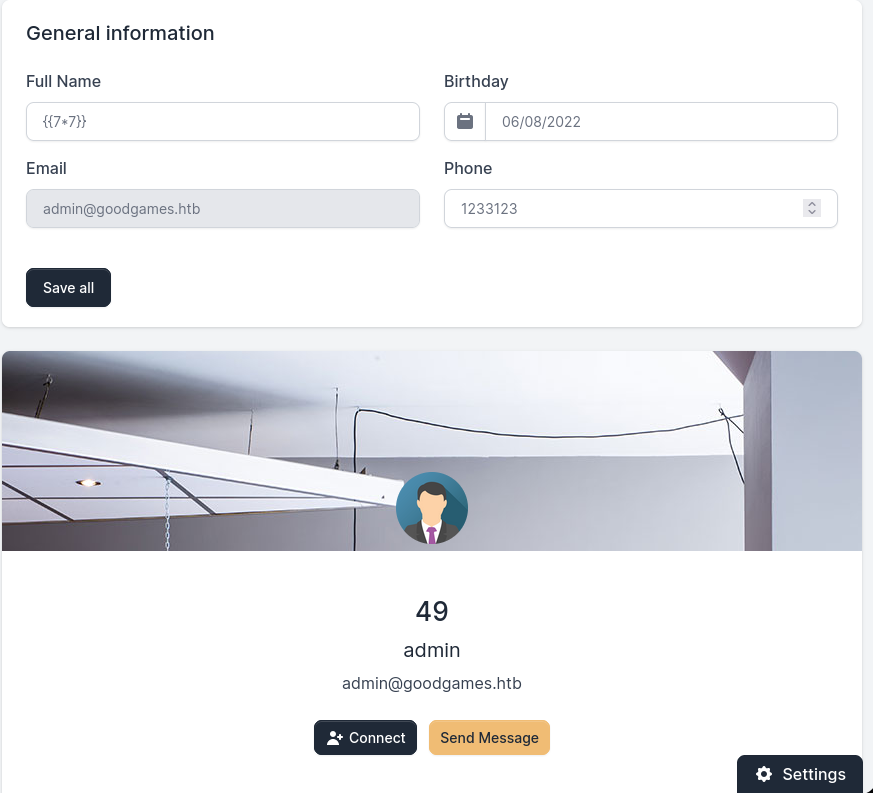 General information
Full Name
Birthday
{{7*7}}
06/08/2022
Email
Phone
admin@goodgames.htb
1233123
Save all
49
admin
admin@goodgames.htb
Connect
Send Message
Settings